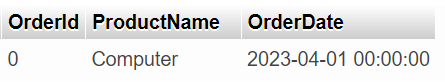 OrderId ProductName OrderDate
0 Computer 2023-04-01 00:00:00